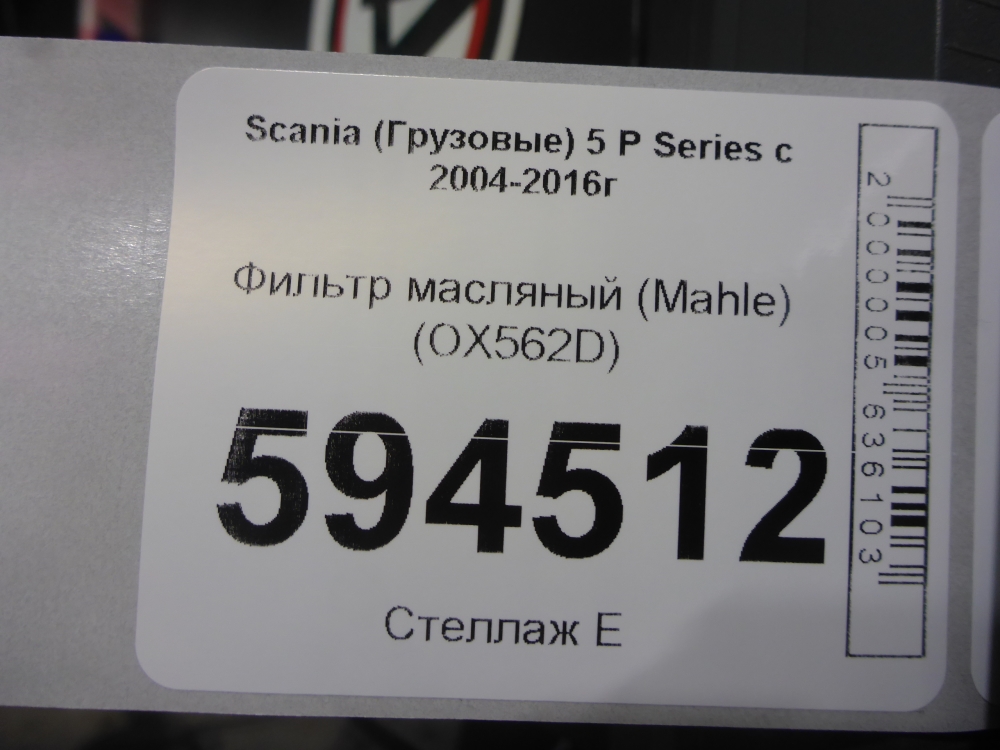 Scania (Грузовые) 5 P Series с
2004-2016г
Фильтр масляный (Mahle)
(OX562D)
594512
Стеллаж Е
2000005636103